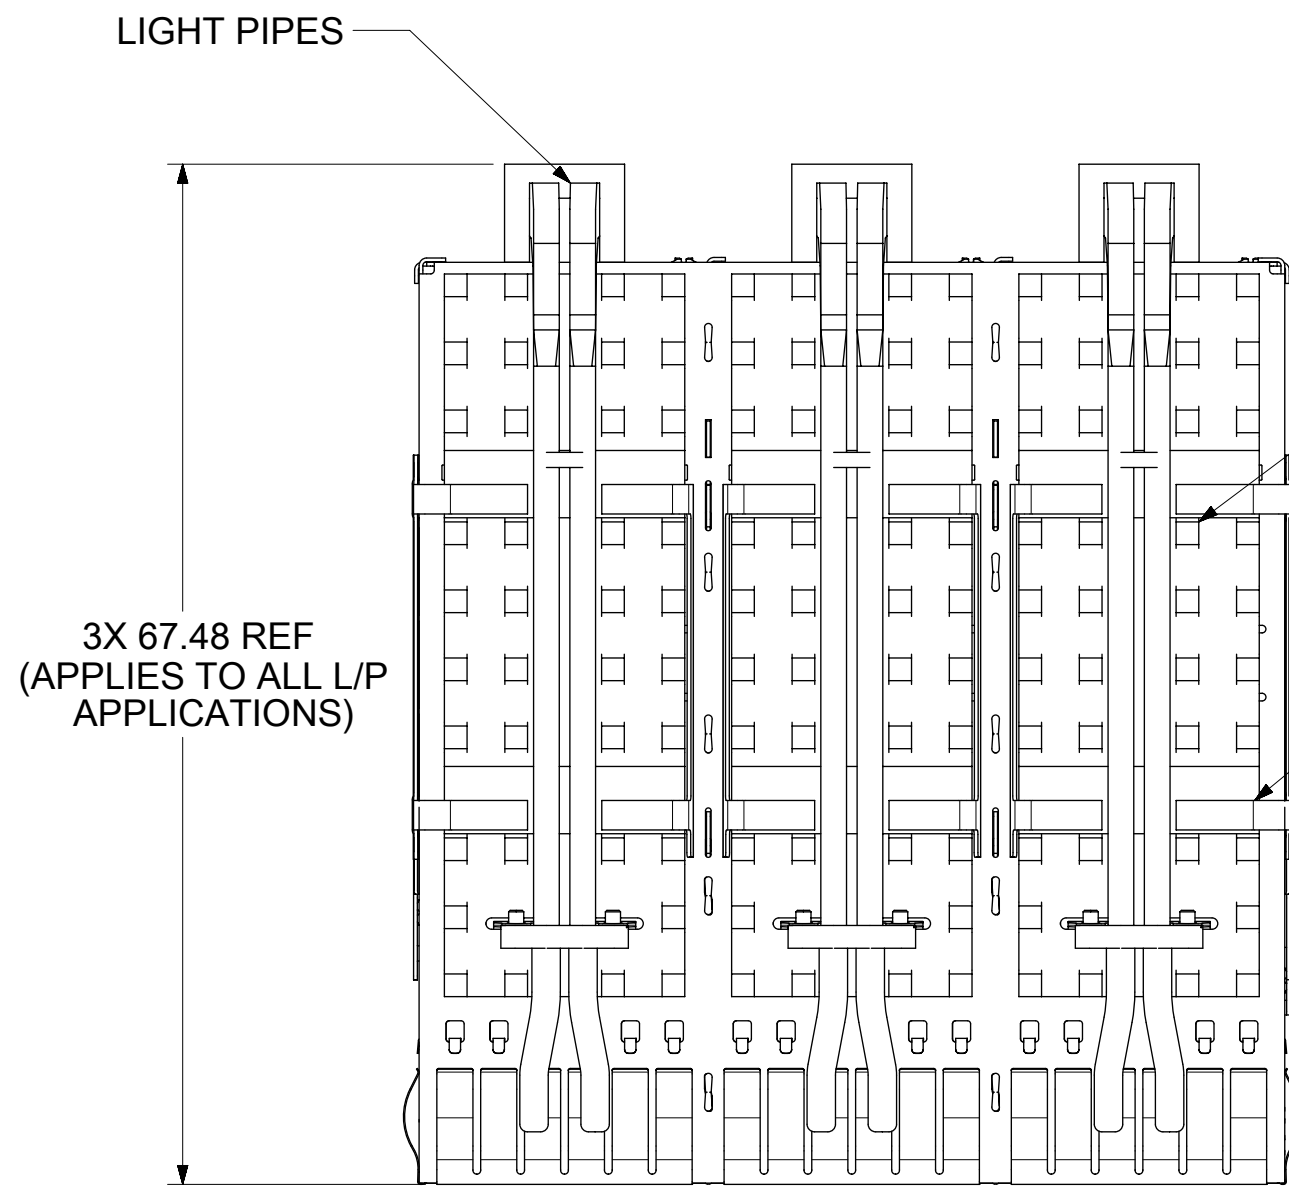 LIGHT PIPES
3X 67.48 REF
(APPLIES TO ALL L/P
APPLICATIONS)